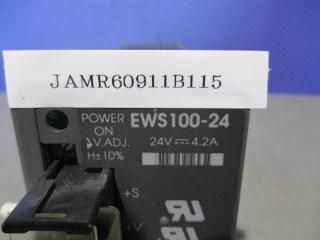 JAMR60911B115
POWER ON EWS100-24
V.ADJ. 24V 4.2A
H±10%
+S
+V